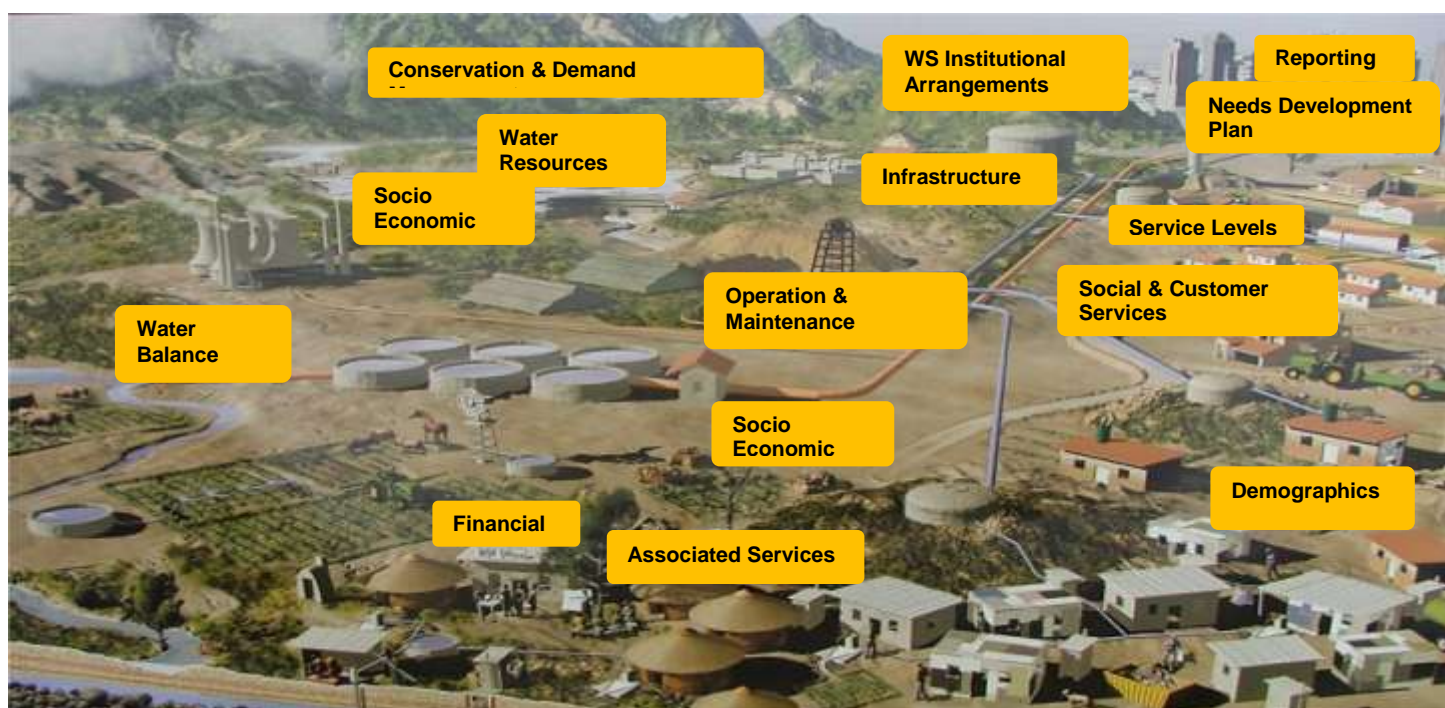 Conservation & Demand
WS Institutional
Arrangements
Reporting
Needs Development
Plan
Water
Resources
Infrastructure
Socio
Economic
Service Levels
Operation &
Maintenance
Social & Customer
Services
Water
Balance
Socio
Economic
Demographics
Financial
Associated Services